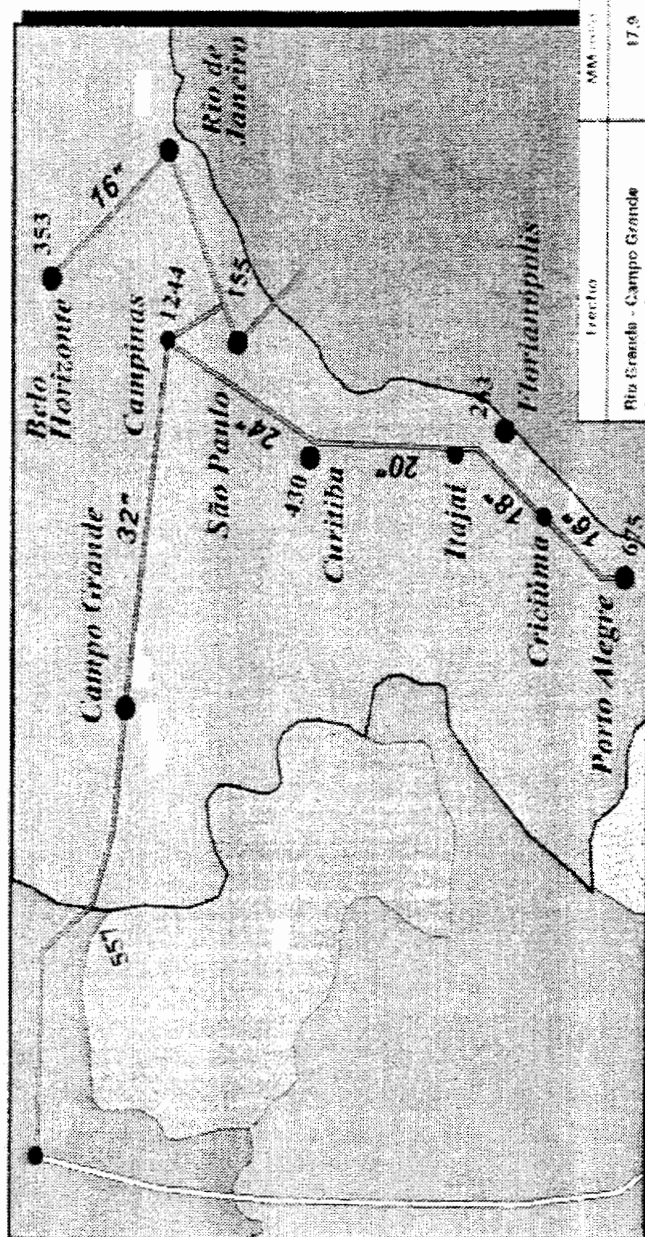 Belo
Horizonte
353
16"
Rio de
Janeiro
Campinas
1244
155
São Paulo
Campo Grande
32"
24"
430
Curitiba
20"
Itajaí
18"
Florianópolis
Criciúma
16"
Porto Alegre
675
557
Trecho
Rio Grande - Campo Grande
17,9